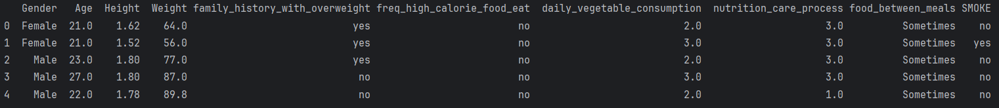 Gender Age Height Weight family_history_with_overweight freq_high_calorie_food_eat daily_vegetable_consumption nutrition_care_process food_between_meals SMOKE
0 Female 21.0 1.62 64.0 yes no 2.0 3.0 Sometimes no
1 Female 21.0 1.52 56.0 yes no 3.0 3.0 Sometimes yes
2 Male 23.0 1.80 77.0 yes no 2.0 3.0 Sometimes no
3 Male 27.0 1.80 87.0 no no 3.0 3.0 Sometimes no
4 Male 22.0 1.78 89.8 no no 2.0 1.0 Sometimes no